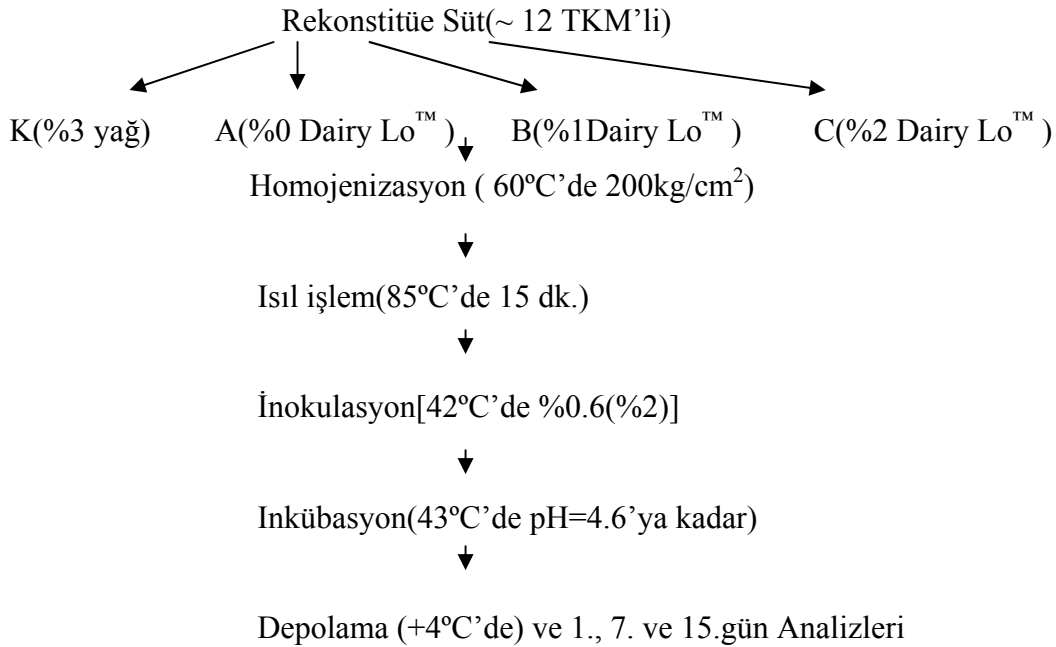 Rekonstitüe Süt(~ 12 TKM’li)
K(%3 yağ) A(%0 Dairy Lo™ ) B(%1Dairy Lo™ ) C(%2 Dairy Lo™ )
Homojenizasyon ( 60ºC’de 200kg/cm²)
Isıl işlem(85ºC’de 15 dk.)
İnokulasyon[42ºC’de %0.6(%2)]
Inkübasyon(43ºC’de pH=4.6’ya kadar)
Depolama (+4ºC’de) ve 1., 7. ve 15.gün Analizleri